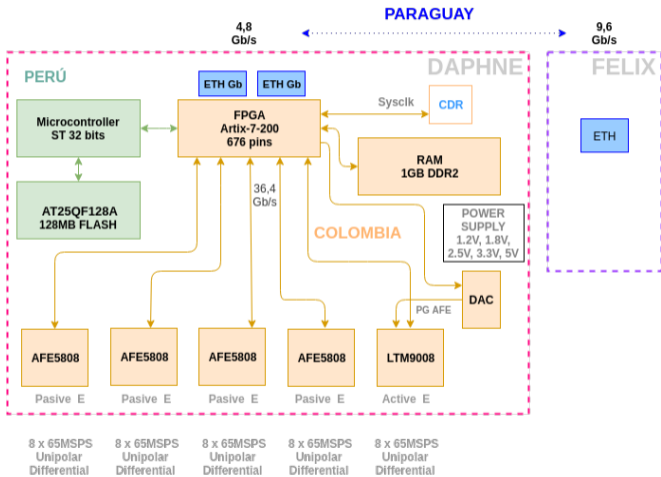 PARAGUAY
4,8
Gb/s
9,6
Gb/s
PERÚ
DAPHNE
FELIX
ETH Gb
ETH Gb
Microcontroller
ST 32 bits
FPGA
Artix-7-200
676 pins
Sysclk
CDR
ETH
RAM
1GB DDR2
AT25QF128A
128MB FLASH
36,4
Gb/s
COLOMBIA
POWER
SUPPLY
1.2V, 1.8V,
2.5V, 3.3V, 5V
DAC
PG AFE
AFE5808
AFE5808
AFE5808
AFE5808
LTM9008
Pasive E
Pasive E
Pasive E
Pasive E
Active E
8 x 65MSPS
Unipolar
Differential
8 x 65MSPS
Unipolar
Differential
8 x 65MSPS
Unipolar
Differential
8 x 65MSPS
Unipolar
Differential
8 x 65MSPS
Unipolar
Differential